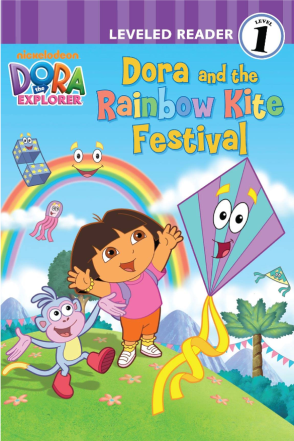 LEVELED READER
LEVEL
1
nickelodeon
DORA
the
EXPLORER
Dora and the
Rainbow Kite
Festival